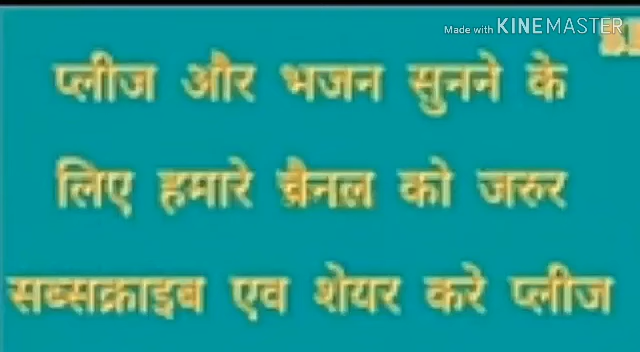 Made with KINEMASTER
प्लीज और भजन सुनने के
लिए हमारे चैनल को जरुर
सब्सक्राइब एव शेयर करे प्लीज